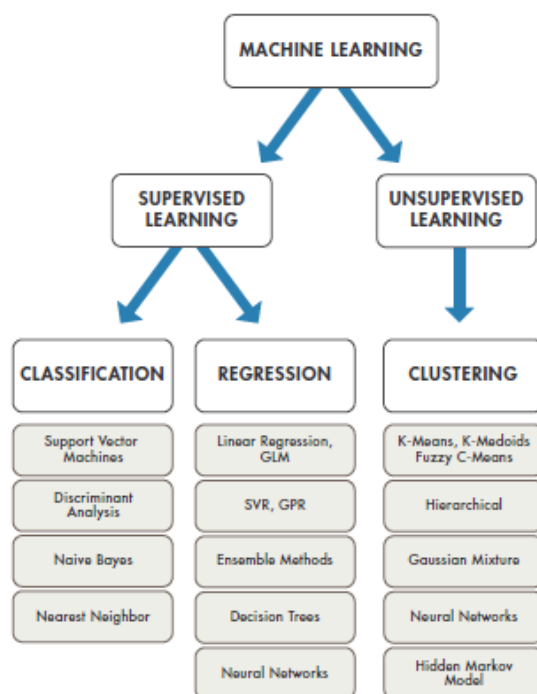 MACHINE LEARNING
SUPERVISED
LEARNING
UNSUPERVISED
LEARNING
CLASSIFICATION
Support Vector
Machines
Discriminant
Analysis
Naive Bayes
Nearest Neighbor
REGRESSION
Linear Regression,
GLM
SVR, GPR
Ensemble Methods
Decision Trees
Neural Networks
CLUSTERING
K-Means, K-Medoids
Fuzzy C-Means
Hierarchical
Gaussian Mixture
Neural Networks
Hidden Markov
Model